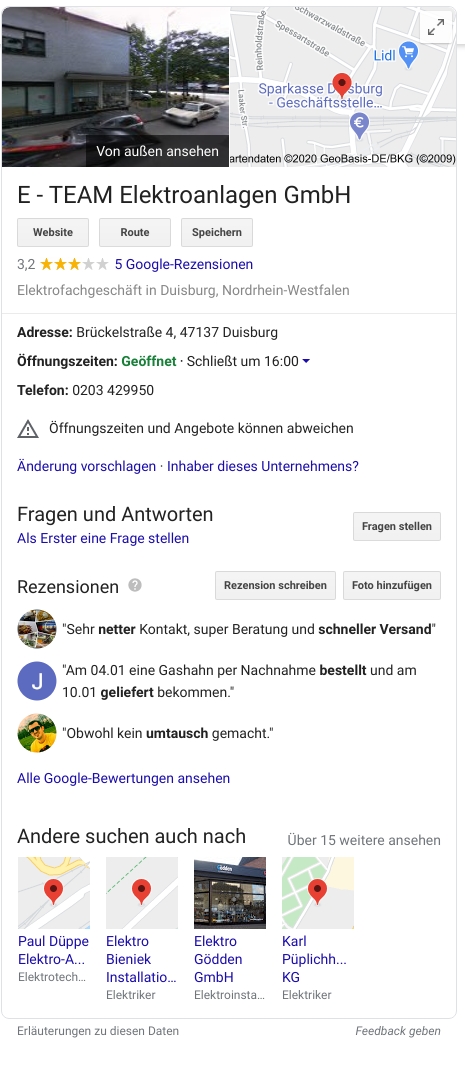 Von außen ansehen
Reinholdstraße
Schwarzwaldstraße
Spessartstraße
Lidl
Laaker Str
Sparkasse Duisburg
- Geschäftsstelle...
artendaten ©2020 GeoBasis-DE/BKG (©2009)
E - TEAM Elektroanlagen GmbH
Website Route Speichern
3,2 5 Google-Rezensionen
Elektrofachgeschäft in Duisburg, Nordrhein-Westfalen
Adresse: Brückelstraße 4, 47137 Duisburg
Öffnungszeiten: Geöffnet · Schließt um 16:00
Telefon: 0203 429950
Öffnungszeiten und Angebote können abweichen
Änderung vorschlagen · Inhaber dieses Unternehmens?
Fragen und Antworten
Fragen stellen
Als Erster eine Frage stellen
Rezensionen ? Rezension schreiben Foto hinzufügen
"Sehr netter Kontakt, super Beratung und schneller Versand"
J
"Am 04.01 eine Gashahn per Nachnahme bestellt und am
10.01 geliefert bekommen."
"Obwohl kein umtausch gemacht."
Alle Google-Bewertungen ansehen
Andere suchen auch nach Über 15 weitere ansehen
Paul Düppe
Elektro-A...
Elektrotech...
Elektro
Bieniek
Installatio...
Elektriker
Gödden
Elektro
Gödden
GmbH
Elektroinsta...
Karl
Püplichh...
KG
Elektriker
Erläuterungen zu diesen Daten Feedback geben